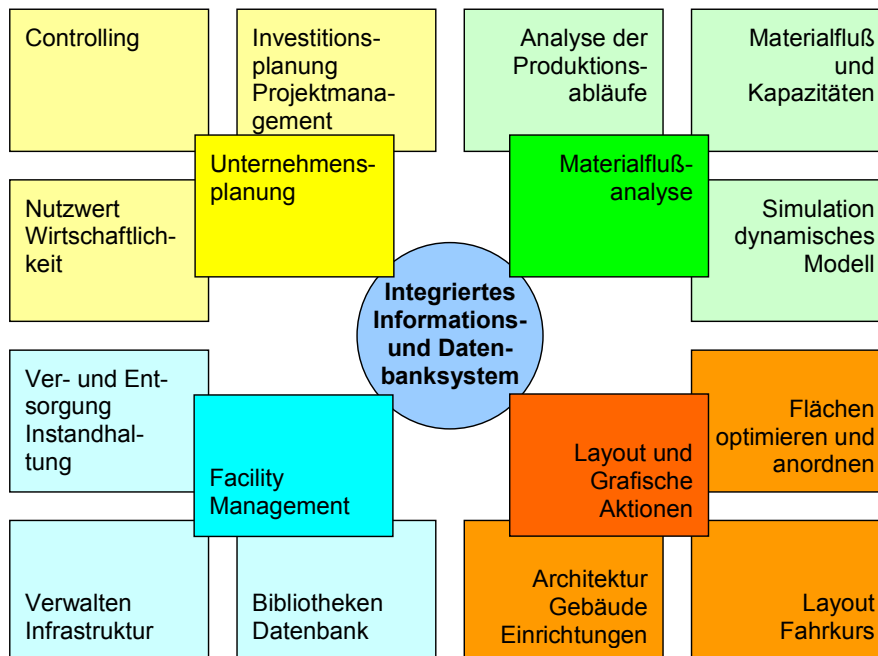 Controlling
Investitions-
planung
Projektmana-
gement
Analyse der
Produktions-
abläufe
Materialfluß
und
Kapazitäten
Unternehmens-
planung
Materialfluß-
analyse
Nutzwert
Wirtschaftlich-
keit
Simulation
dynamisches
Modell
Integriertes
Informations-
und Daten-
banksystem
Ver- und Ent-
sorgung
Instandhal-
tung
Flächen
optimieren und
anordnen
Facility
Management
Layout und
Grafische
Aktionen
Verwalten
Infrastruktur
Bibliotheken
Datenbank
Architektur
Gebäude
Einrichtungen
Layout
Fahrkurs